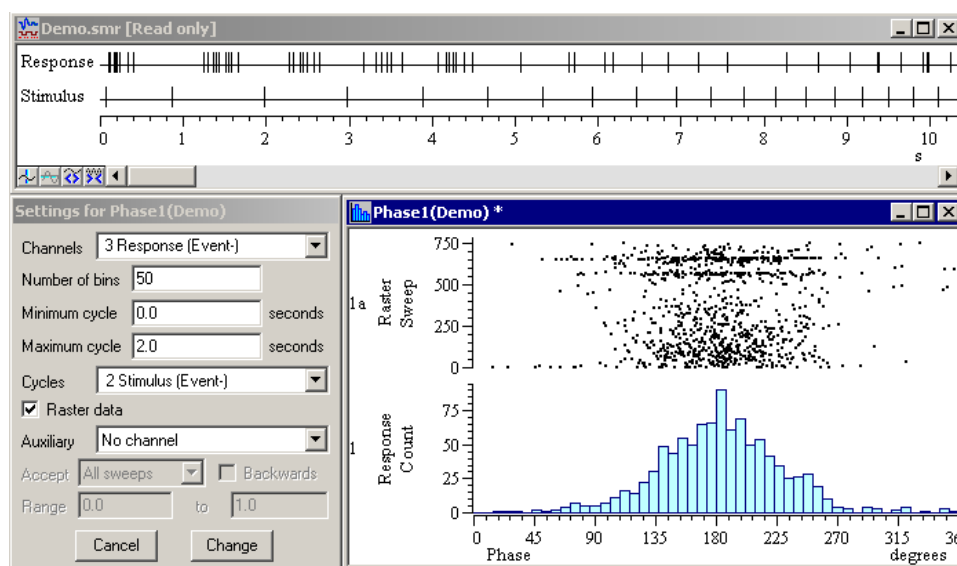 Demo.smr [Read only]
Response
Stimulus
0 1 2 3 4 5 6 7 8 9 10
s
Settings for Phase1(Demo)
Channels 3 Response (Event-)
Number of bins 50
Minimum cycle 0.0 seconds
Maximum cycle 2.0 seconds
Cycles 2 Stimulus (Event-)
Raster data
Auxiliary No channel
Accept All sweeps Backwards
Range 0.0 to 1.0
Cancel Change
Phase1(Demo) *
750
500
250
0
1a
Raster
Sweep
75
50
25
0
1
Response
Count
0 45 90 135 180 225 270 315
Phase degrees